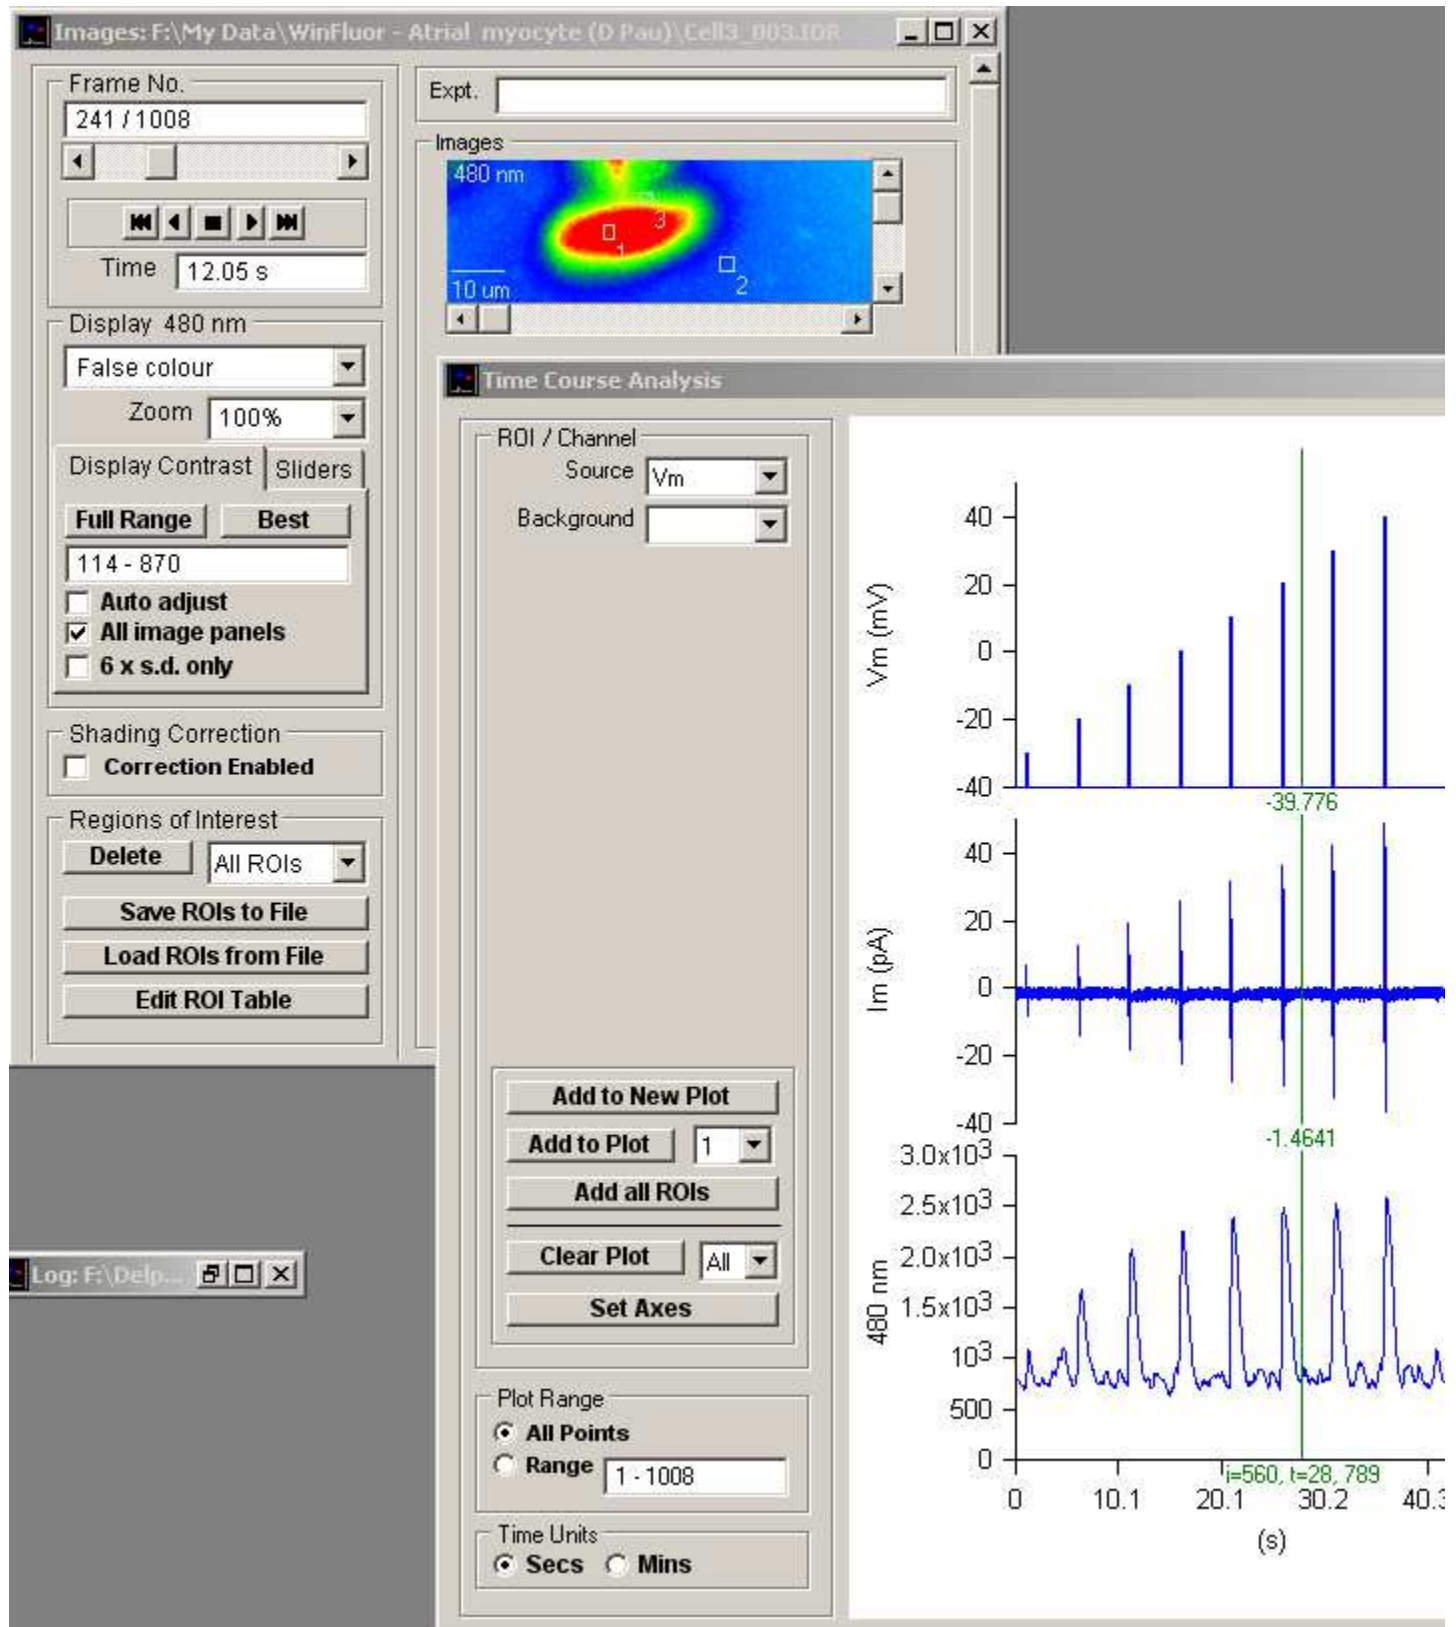 Images: F:\My Data\WinFluor - Atrial myocyte (D Pau)\Cell3_003.IDR
Frame No.
241 / 1008
Time 12.05 s
Display 480 nm
False colour
Zoom 100%
Display Contrast Sliders
Full Range Best
114 - 870
Auto adjust
All image panels
6 x s.d. only
Shading Correction
Correction Enabled
Regions of Interest
Delete All ROIs
Save ROIs to File
Load ROIs from File
Edit ROI Table
Expt.
Images
480 nm
3
1
2
10 um
Time Course Analysis
ROI / Channel
Source Vm
Background
Add to New Plot
Add to Plot 1
Add all ROIs
Clear Plot All
Set Axes
Plot Range
All Points
Range 1 - 1008
Time Units
Secs Mins
Vm (mV)
40
20
0
-20
-40
-39.776
Im (pA)
40
20
0
-20
-40
-1.4641
480 nm
3.0x10³
2.5x10³
2.0x10³
1.5x10³
10³
500
0
i=560, t=28, 789
0 10.1 20.1 30.2 40.3
(s)
Log: F:\Delp...